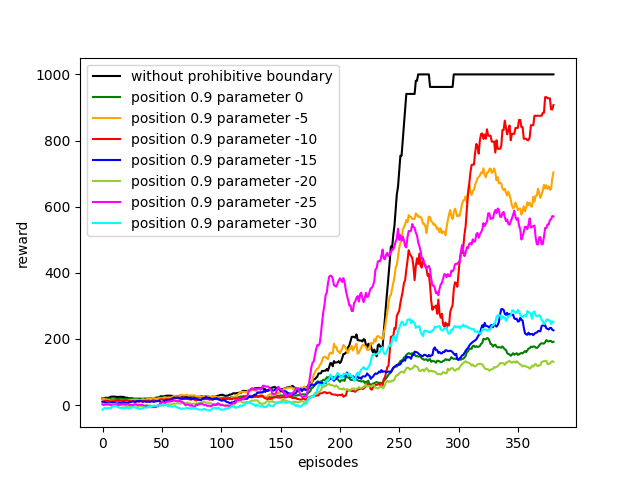 1000
800
600
400
200
0
reward
without prohibitive boundary
position 0.9 parameter 0
position 0.9 parameter -5
position 0.9 parameter -10
position 0.9 parameter -15
position 0.9 parameter -20
position 0.9 parameter -25
position 0.9 parameter -30
0 50 100 150 200 250 300 350
episodes